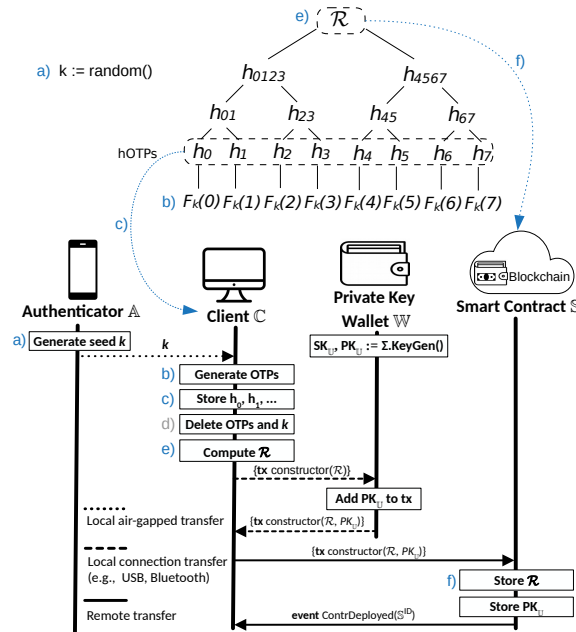 e) ℛ
f)
a) k := random()
h0123 h4567
h01 h23 h45 h67
hOTPs h0 h1 h2 h3 h4 h5 h6 h7
b) Fk(0) Fk(1) Fk(2) Fk(3) Fk(4) Fk(5) Fk(6) Fk(7)
c)
Blockchain
Authenticator 𝔸
Client ℂ
Private Key
Wallet 𝕎
Smart Contract 𝕊
a) Generate seed k
k
SK𝕌, PK𝕌 := Σ.KeyGen()
b) Generate OTPs
c) Store h0, h1, ...
d) Delete OTPs and k
e) Compute ℛ
{tx constructor(ℛ)}
Add PK𝕌 to tx
{tx constructor(ℛ, PK𝕌)}
Local air-gapped transfer
Local connection transfer
(e.g., USB, Bluetooth)
Remote transfer
{tx constructor(ℛ, PK𝕌)}
f) Store ℛ
Store PK𝕌
event ContrDeployed(𝕊ID)